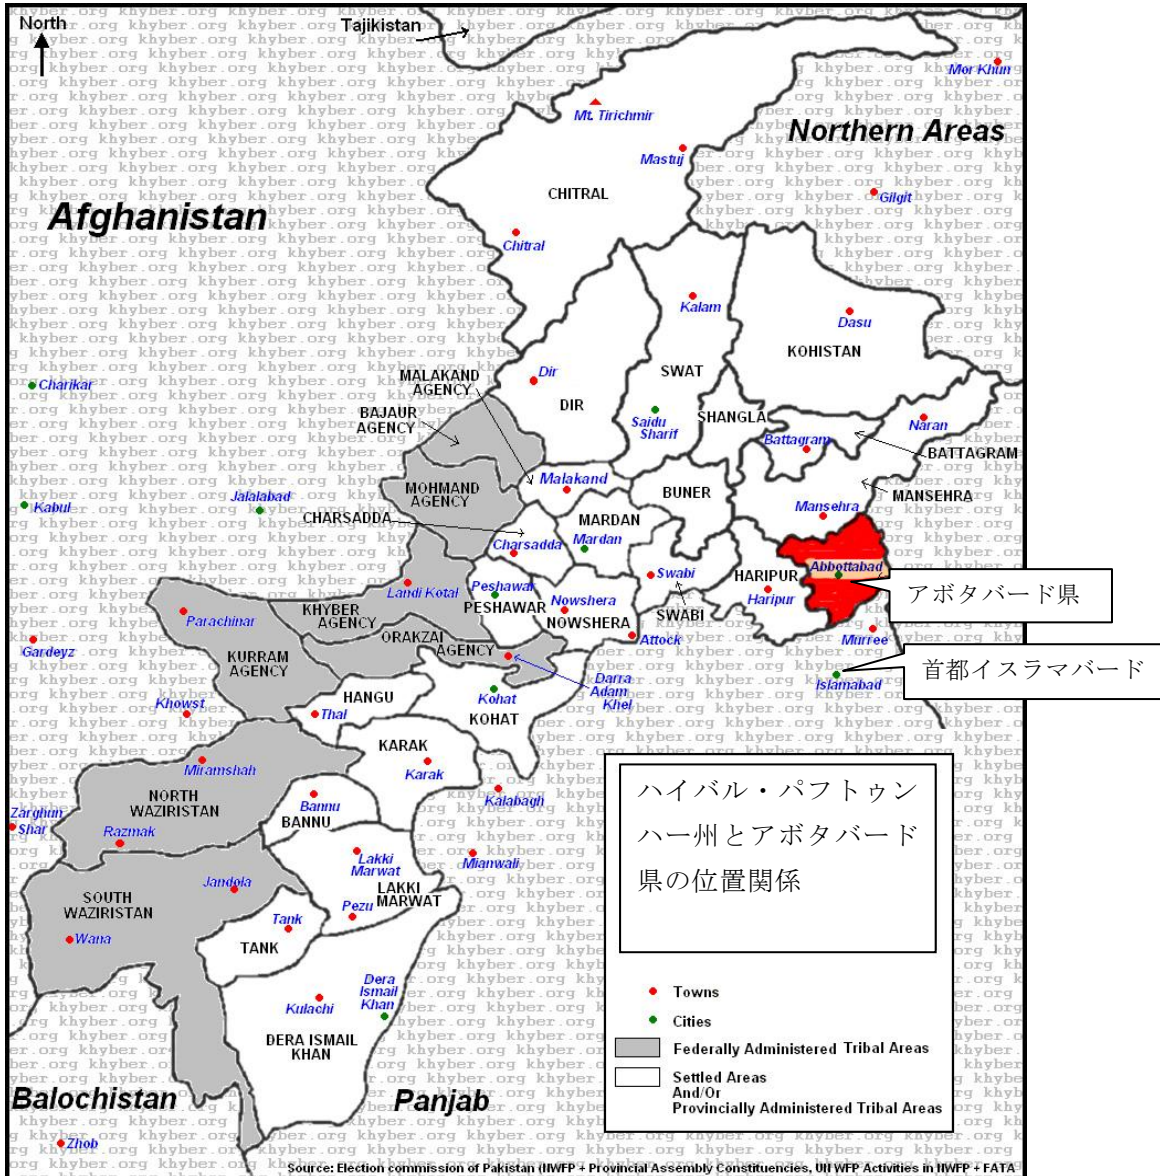 North
Tajikistan
Mor Khun
Mt. Tirichmir
Northern Areas
Mastuj
CHITRAL
Gilgit
Afghanistan
Chitral
Kalam
Dasu
KOHISTAN
MALAKAND
AGENCY
Dir
SWAT
Charikar
BAJAUR
AGENCY
DIR
Saidu
Sharif
SHANGLA
Naran
Battagram
BATTAGRAM
Malakand
MOHMAND
AGENCY
BUNER
MANSEHRA
Kabul
Jalalabad
CHARSADDA
MARDAN
Mansehra
Mardan
Charsadda
Abbottabad
Swabi
HARIPUR
Landi Kotal
Peshawar
アボタバード県
PESHAWAR
Nowshera
NOWSHERA
Haripur
SWABI
KHYBER
AGENCY
Parachinar
ORAKZAI
AGENCY
Attock
Murree
Gardeyz
KURRAM
AGENCY
首都イスラマバード
Islamabad
Darra
Adam
Khel
HANGU
Kohat
KOHAT
Khowst
Thal
KARAK
Karak
Miramshah
NORTH
WAZIRISTAN
Bannu
BANNU
Kalabagh
ハイバル・パフトゥン
ハー州とアボタバード
県の位置関係
Zarghun
Shar
Razmak
Lakki
Marwat
Mianwali
LAKKI
MARWAT
Jandola
SOUTH
WAZIRISTAN
Pezu
Tank
TANK
Wana
Dera
Ismail
Khan
Kulachi
DERA ISMAIL
KHAN
Towns
Cities
Federally Administered Tribal Areas
Settled Areas
And/Or
Provincially Administered Tribal Areas
Balochistan
Panjab
Zhob
Source: Election commission of Pakistan (NWFP + Provincial Assembly Constituencies, UN WFP Activities in NWFP + FATA
khyber.org